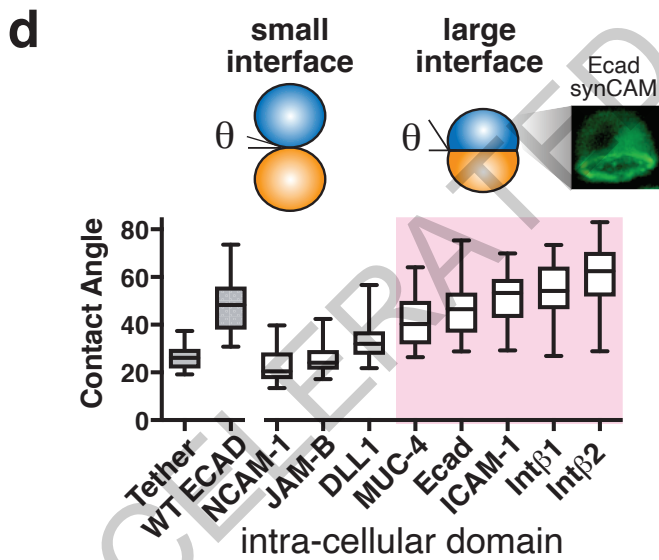 d
small
interface
large
interface
Ecad
synCAM
θ
θ
Contact Angle
80
60
40
20
0
Tether
WT ECAD
NCAM-1
JAM-B
DLL1
MUC-4
Ecad
ICAM-1
Intβ1
Intβ2
intra-cellular domain
CELERATED